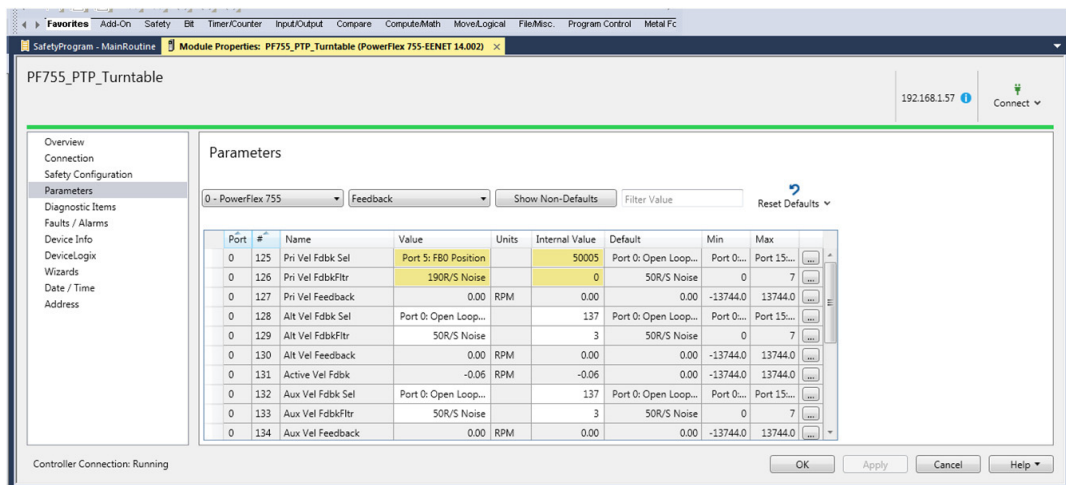 Favorites Add-On Safety Bit Timer/Counter Input/Output Compare Compute/Math Move/Logical File/Misc. Program Control Metal Fc
SafetyProgram - MainRoutine Module Properties: PF755_PTP_Turntable (PowerFlex 755-EENET 14.002) ×
PF755_PTP_Turntable
192.168.1.57
Connect
Overview
Connection
Safety Configuration
Parameters
Diagnostic Items
Faults / Alarms
Device Info
DeviceLogix
Wizards
Date / Time
Address
Parameters
0 - PowerFlex 755 Feedback Show Non-Defaults Filter Value Reset Defaults
Port # Name Value Units Internal Value Default Min Max
0 125 Pri Vel Fdbk Sel Port 5: FB0 Position 50005 Port 0: Open Loop... Port 0:... Port 15:... ...
0 126 Pri Vel FdbkFltr 190R/S Noise 0 50R/S Noise 0 7 ...
0 127 Pri Vel Feedback 0.00 RPM 0.00 0.00 -13744.0 13744.0 ...
0 128 Alt Vel Fdbk Sel Port 0: Open Loop... 137 Port 0: Open Loop... Port 0:... Port 15:... ...
0 129 Alt Vel FdbkFltr 50R/S Noise 3 50R/S Noise 0 7 ...
0 130 Alt Vel Feedback 0.00 RPM 0.00 0.00 -13744.0 13744.0 ...
0 131 Active Vel Fdbk -0.06 RPM -0.06 0.00 -13744.0 13744.0 ...
0 132 Aux Vel Fdbk Sel Port 0: Open Loop... 137 Port 0: Open Loop... Port 0:... Port 15:... ...
0 133 Aux Vel FdbkFltr 50R/S Noise 3 50R/S Noise 0 7 ...
0 134 Aux Vel Feedback 0.00 RPM 0.00 0.00 -13744.0 13744.0 ...
Controller Connection: Running
OK Apply Cancel Help